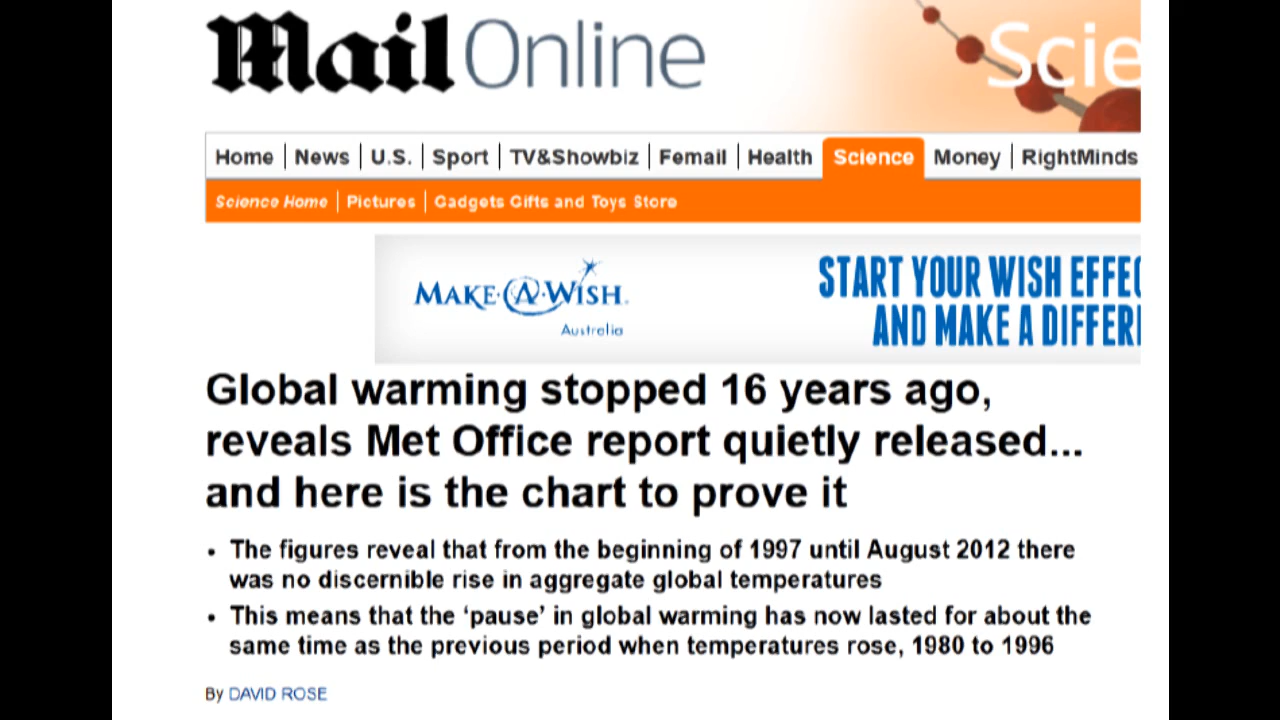 Mail Online
Scie
Home News U.S. Sport TV&Showbiz Femail Health Science Money RightMinds
Science Home Pictures Gadgets Gifts and Toys Store
MAKE·A·WISH.
Australia
START YOUR WISH EFFEC
AND MAKE A DIFFER
Global warming stopped 16 years ago,
reveals Met Office report quietly released...
and here is the chart to prove it
• The figures reveal that from the beginning of 1997 until August 2012 there
was no discernible rise in aggregate global temperatures
• This means that the ‘pause’ in global warming has now lasted for about the
same time as the previous period when temperatures rose, 1980 to 1996
By DAVID ROSE